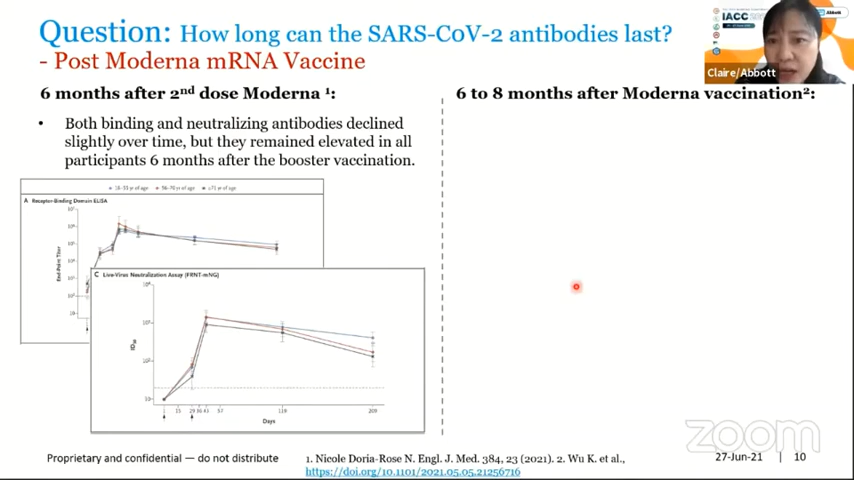 Question: How long can the SARS-CoV-2 antibodies last?
- Post Moderna mRNA Vaccine
IACC
Abbott
Claire/Abbott
6 months after 2nd dose Moderna 1:
• Both binding and neutralizing antibodies declined
slightly over time, but they remained elevated in all
participants 6 months after the booster vaccination.
6 to 8 months after Moderna vaccination2:
A Receptor-Binding Domain ELISA
End-Point Titer
C Live-Virus Neutralization Assay (FRNT-mNG)
ID50
1 15 29 36 43 57 119 209
Days
zoom
Proprietary and confidential — do not distribute
1. Nicole Doria-Rose N. Engl. J. Med. 384, 23 (2021). 2. Wu K. et al.,
https://doi.org/10.1101/2021.05.05.21256716
27-Jun-21 | 10